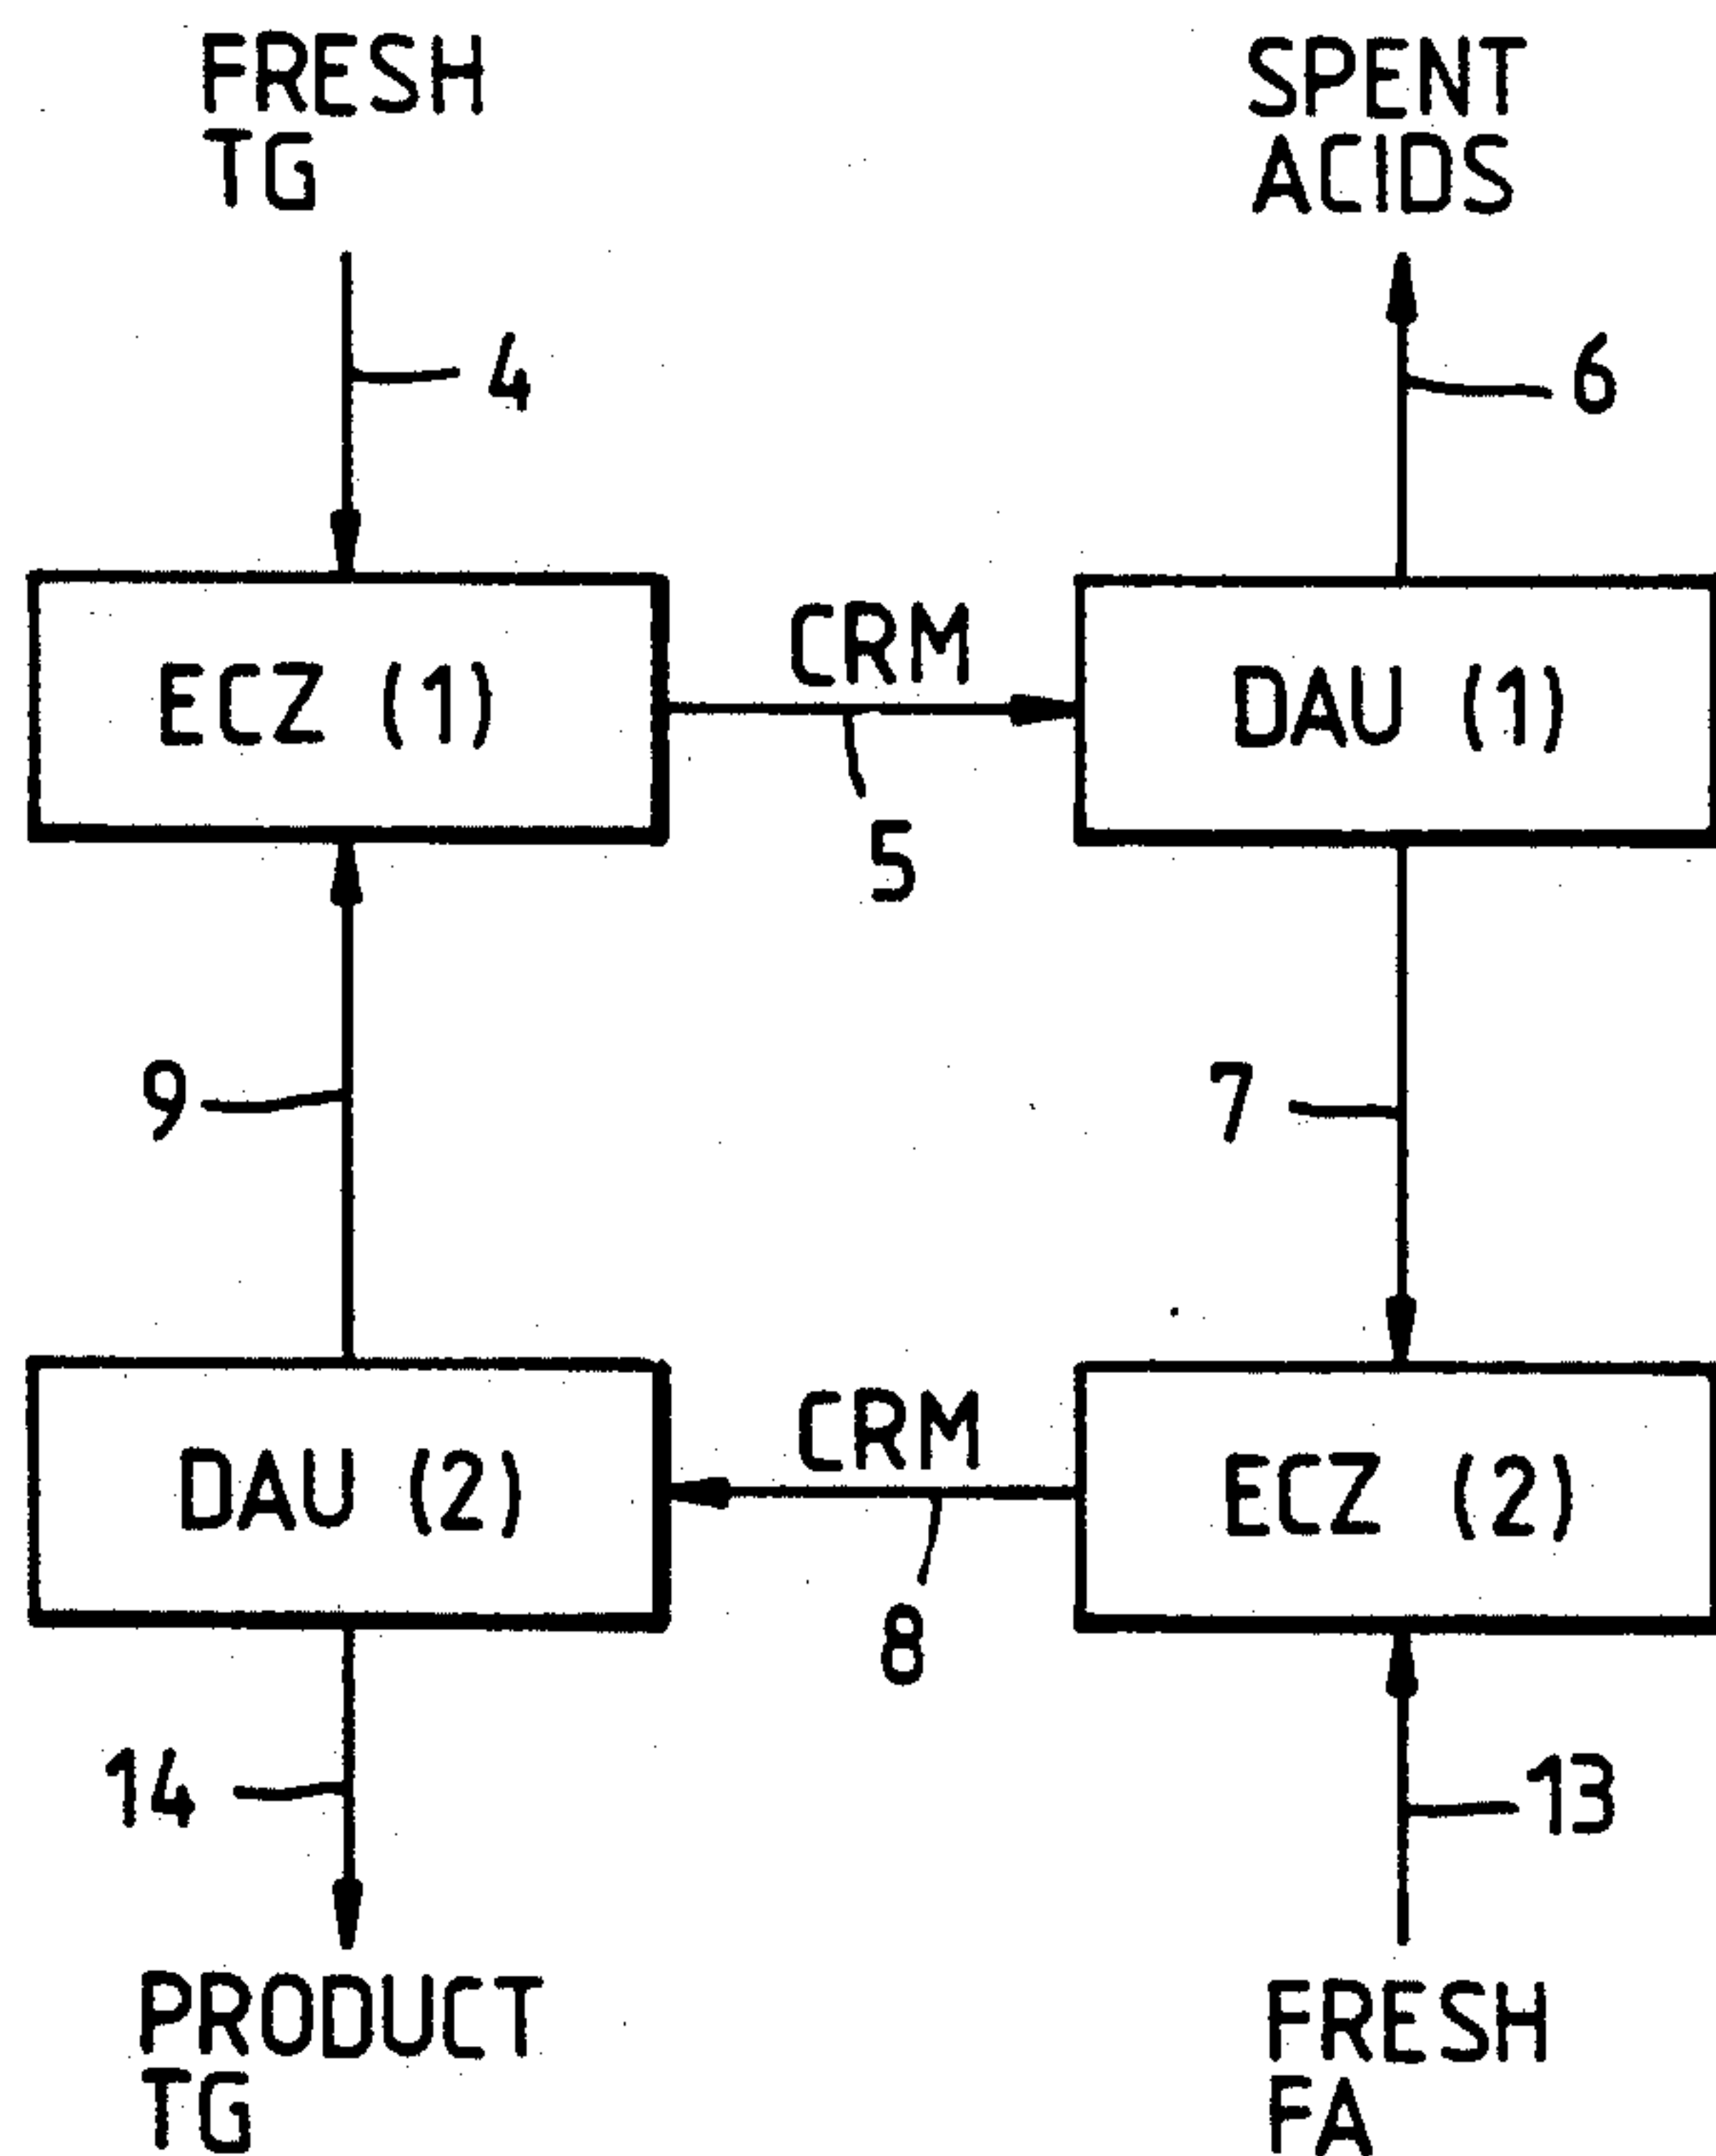 FRESH
TG
SPENT
ACIDS
4
6
ECZ (1)
CRM
DAU (1)
5
9
7
DAU (2)
CRM
ECZ (2)
8
14
13
PRODUCT
TG
FRESH
FA